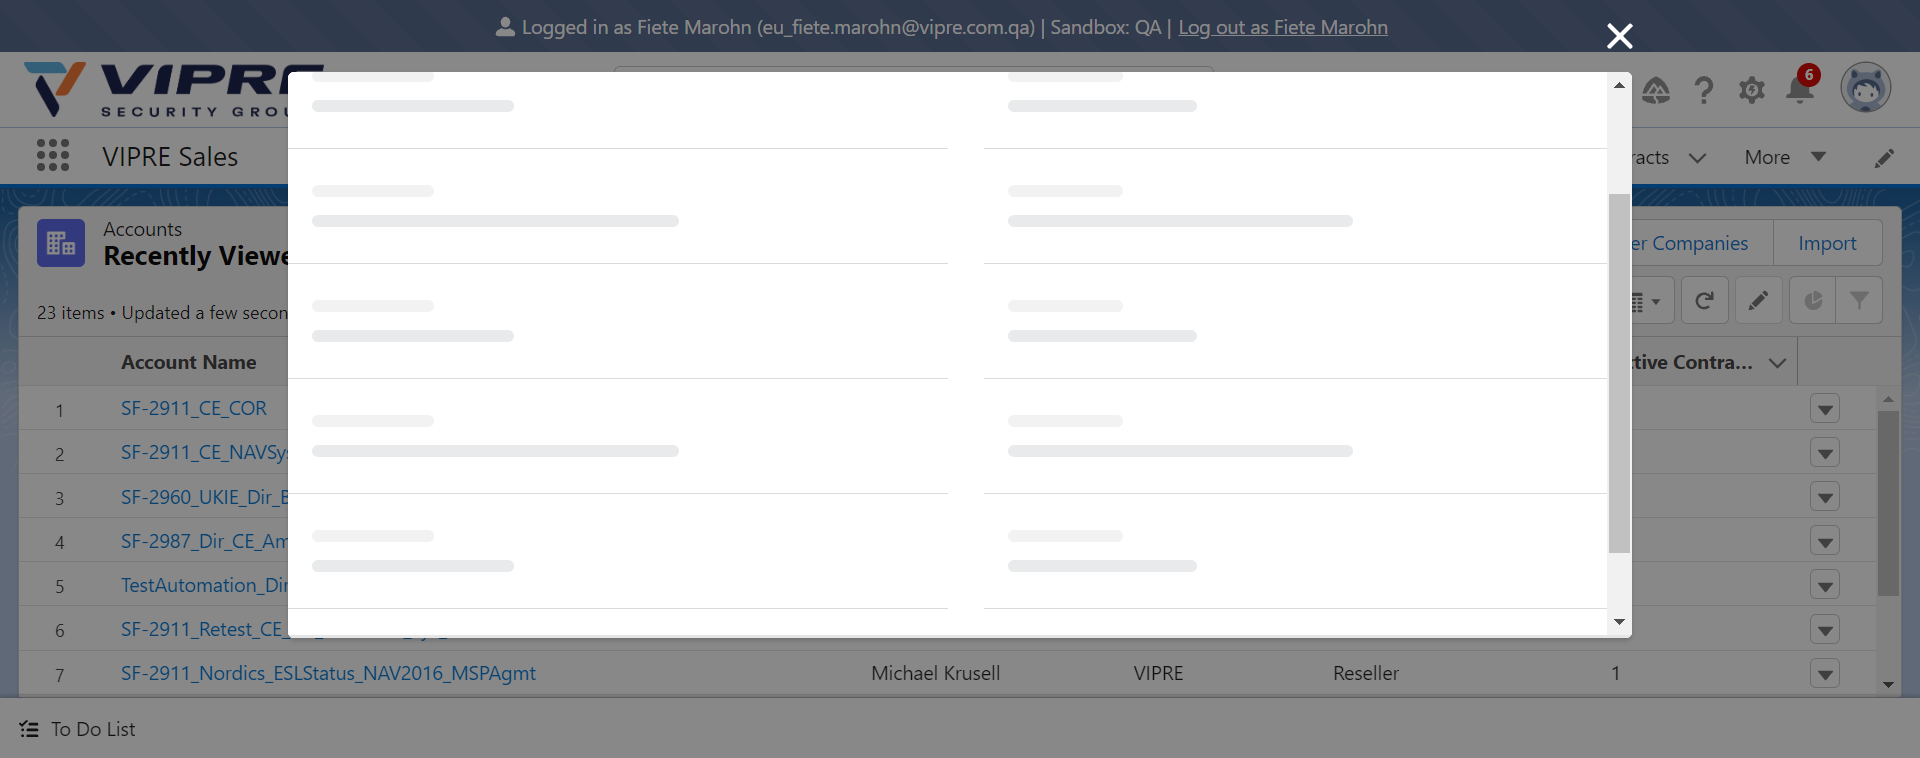 Logged in as Fiete Marohn (eu_fiete.marohn@vipre.com.qa) | Sandbox: QA | Log out as Fiete Marohn
VIPRE
SECURITY GROU
6
VIPRE Sales
racts
More
Accounts
Recently Viewe
er Companies
Import
23 items • Updated a few secon
Account Name
tive Contra...
1 SF-2911_CE_COR
2 SF-2911_CE_NAVSys
3 SF-2960_UKIE_Dir_B
4 SF-2987_Dir_CE_Am
5 TestAutomation_Dir
6 SF-2911_Retest_CE_
7 SF-2911_Nordics_ESLStatus_NAV2016_MSPAgmt Michael Krusell VIPRE Reseller 1
To Do List